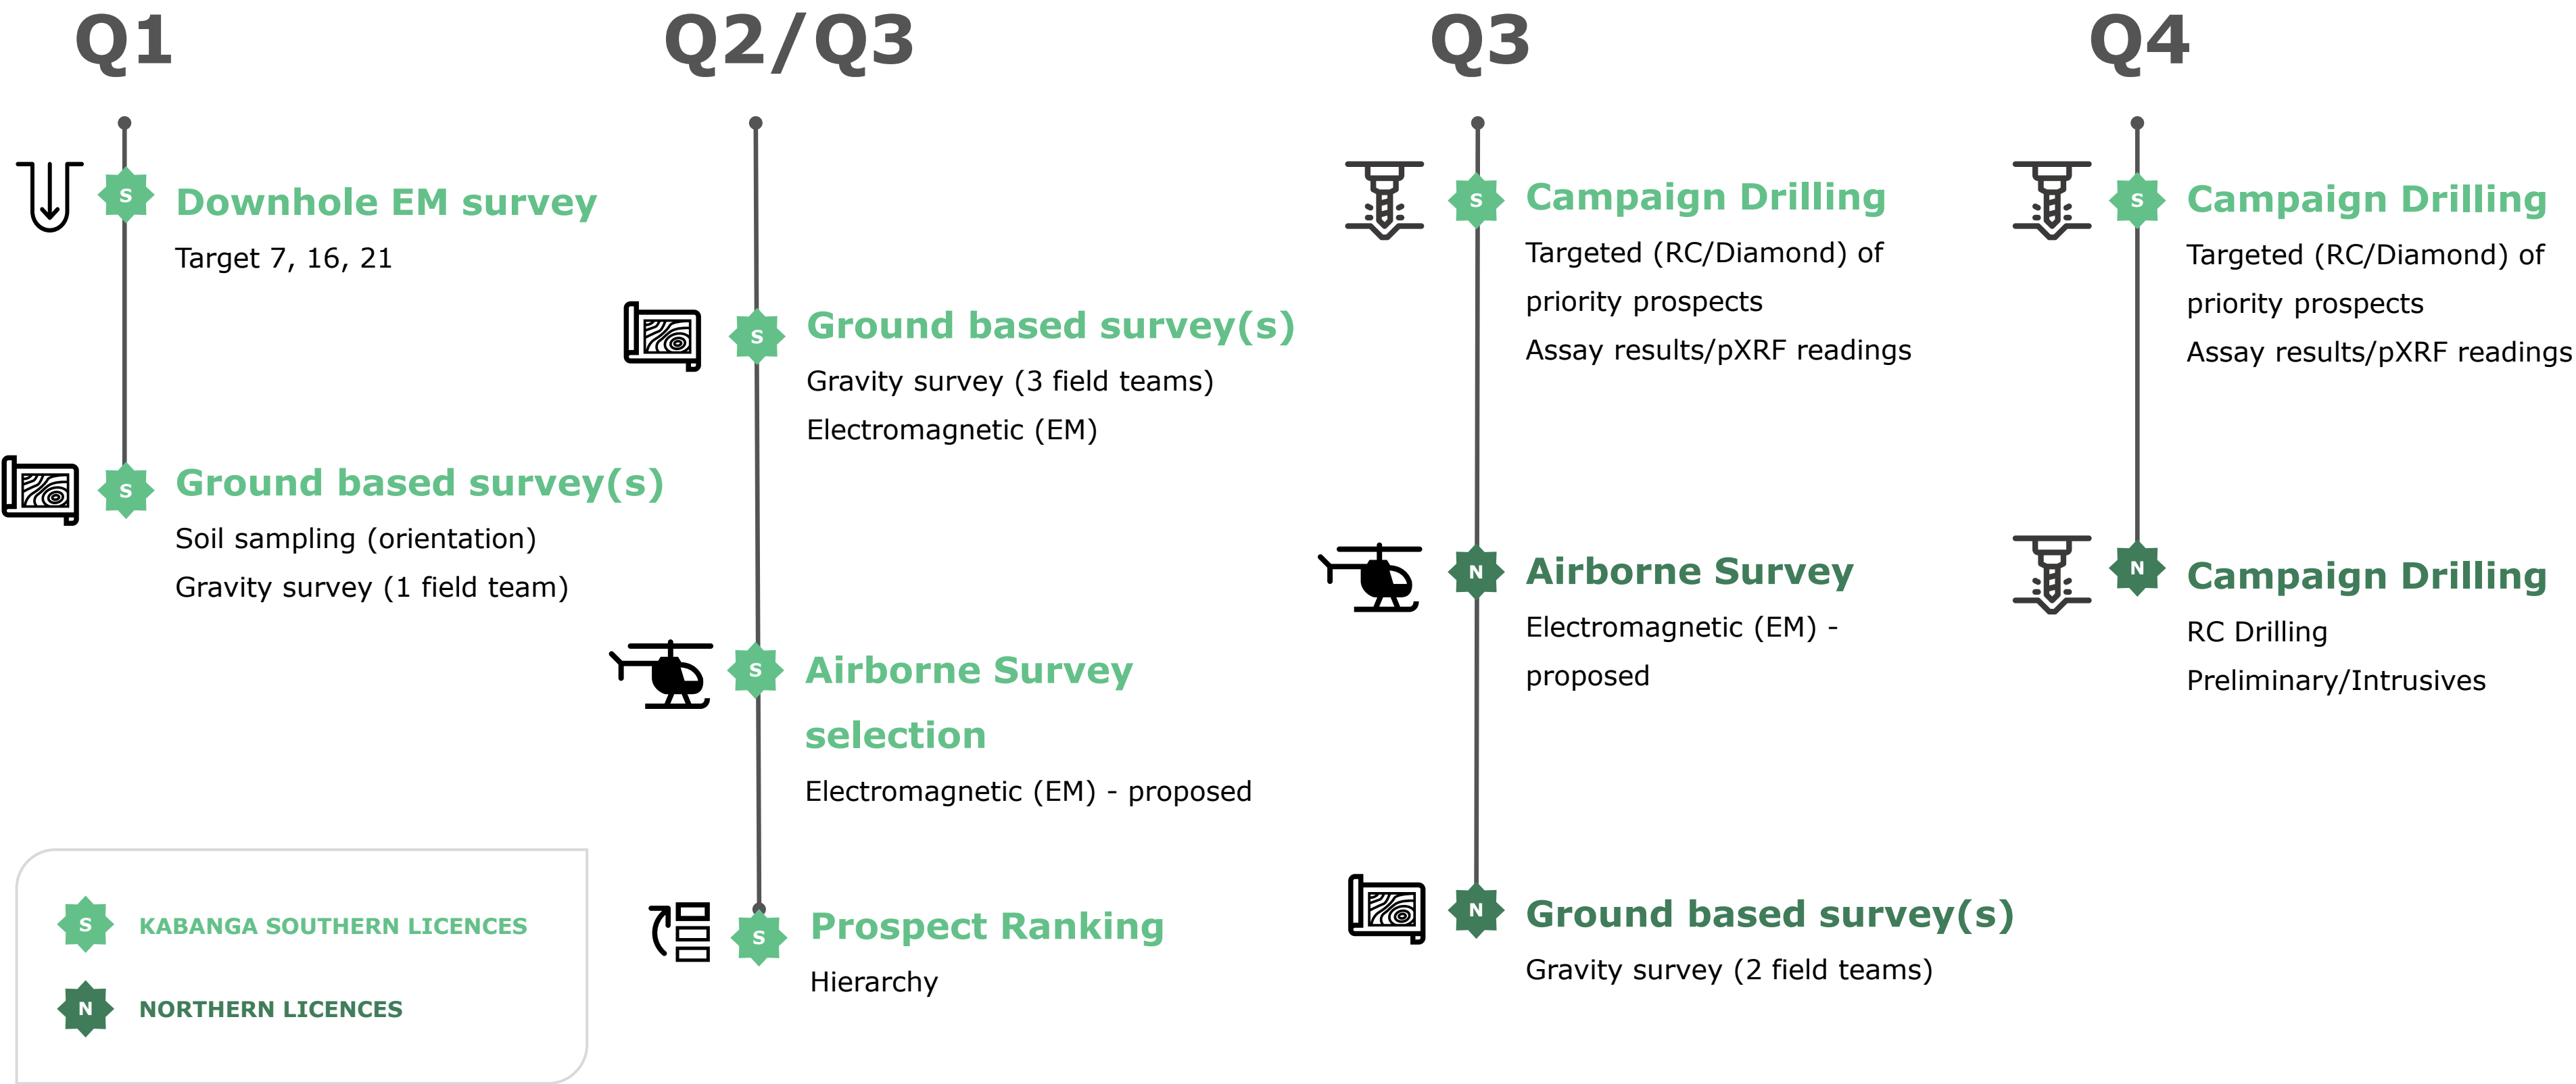 Q1
S
Downhole EM survey
Target 7, 16, 21
S
Ground based survey(s)
Soil sampling (orientation)
Gravity survey (1 field team)
Q2/Q3
S
Ground based survey(s)
Gravity survey (3 field teams)
Electromagnetic (EM)
S
Airborne Survey
selection
Electromagnetic (EM) - proposed
S
Prospect Ranking
Hierarchy
Q3
S
Campaign Drilling
Targeted (RC/Diamond) of
priority prospects
Assay results/pXRF readings
N
Airborne Survey
Electromagnetic (EM) -
proposed
N
Ground based survey(s)
Gravity survey (2 field teams)
Q4
S
Campaign Drilling
Targeted (RC/Diamond) of
priority prospects
Assay results/pXRF readings
N
Campaign Drilling
RC Drilling
Preliminary/Intrusives
S KABANGA SOUTHERN LICENCES
N NORTHERN LICENCES